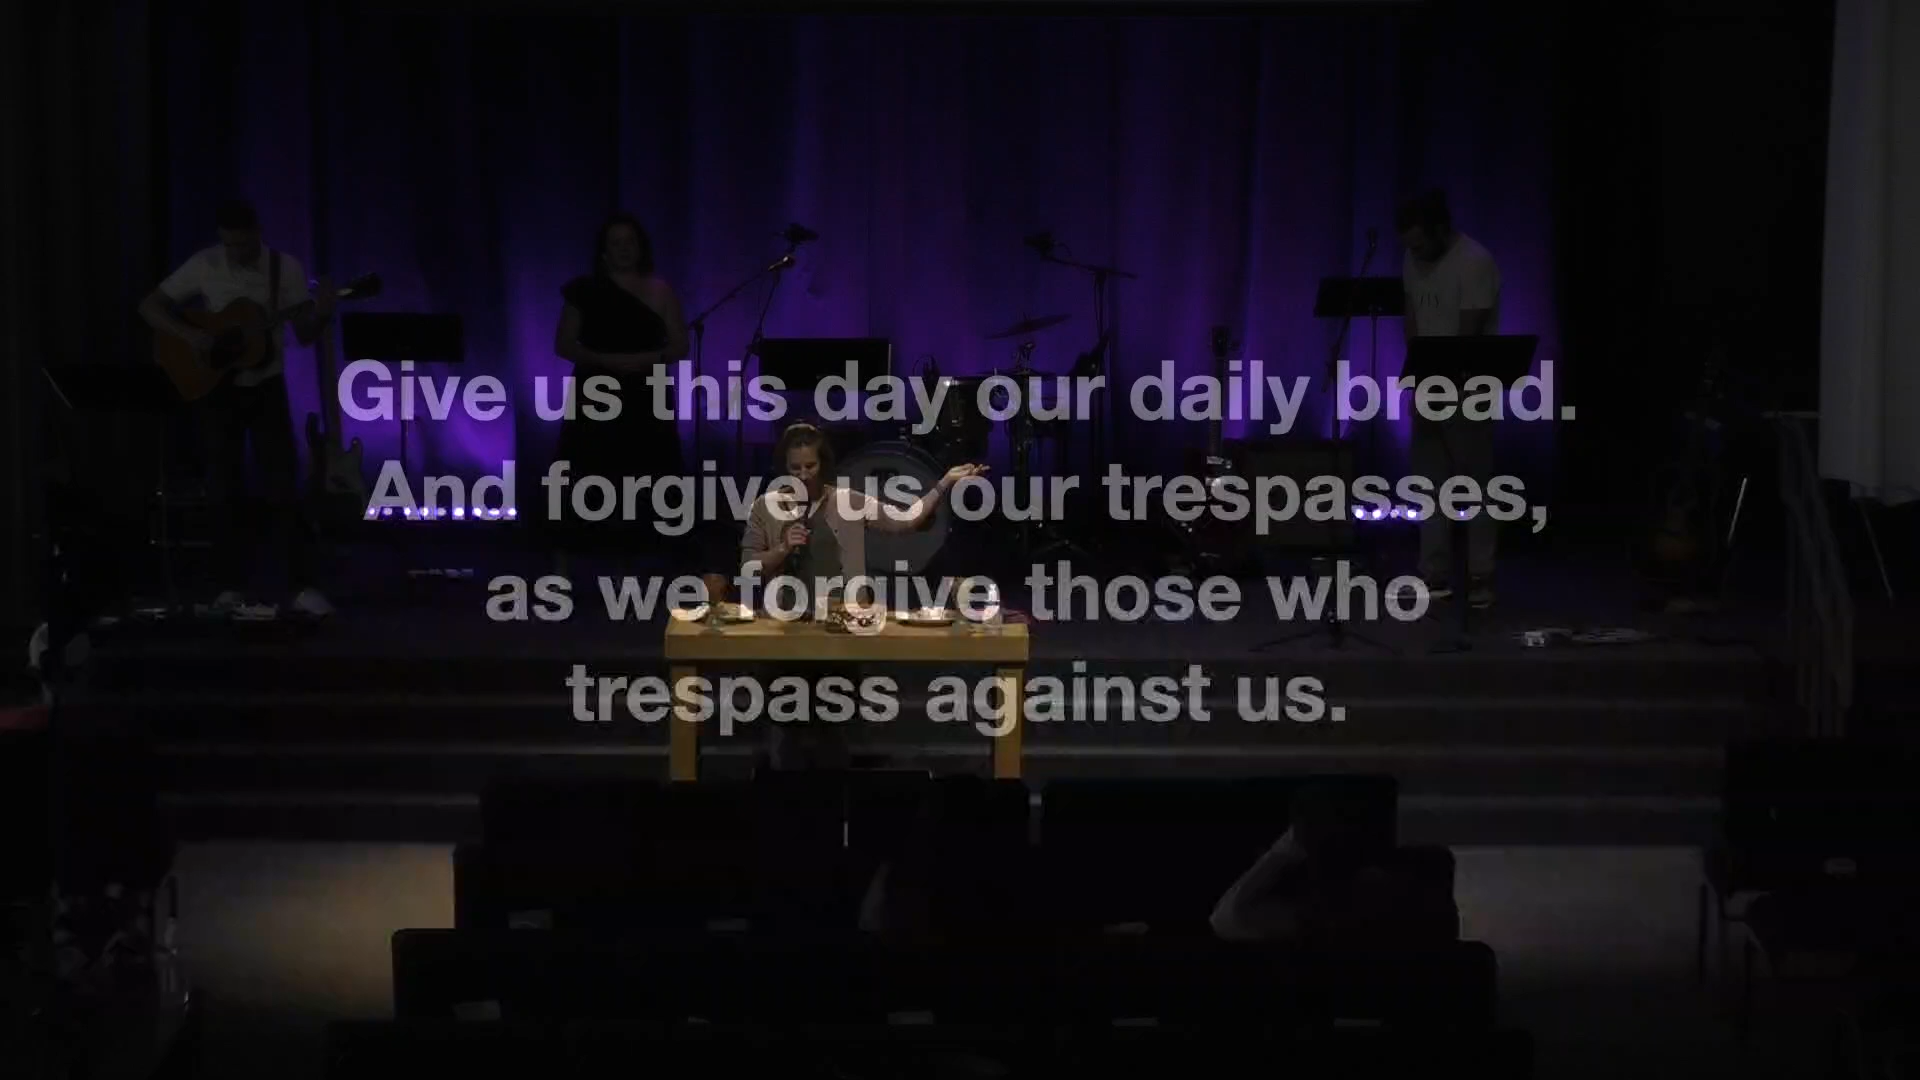 Give us this day our daily bread.
And forgive us our trespasses,
as we forgive those who
trespass against us.